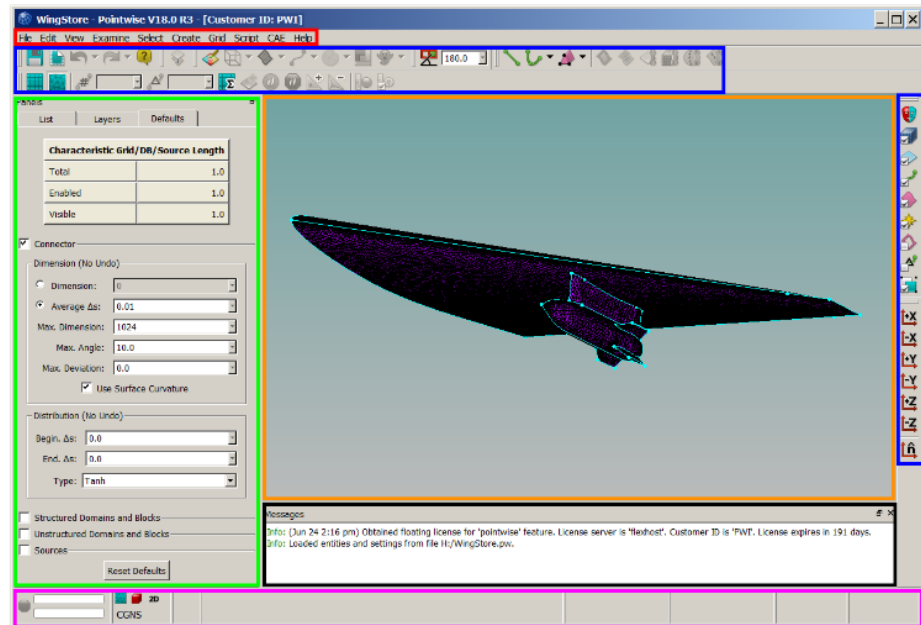 WingStore - Pointwise V18.0 R3 - [Customer ID: PWI]
File Edit View Examine Select Create Grid Script CAE Help
180.0
Panels
List Layers Defaults
Characteristic Grid/DB/Source Length
Total 1.0
Enabled 1.0
Visible 1.0
Connector
Dimension (No Undo)
Dimension: 0
Average Δs: 0.01
Max. Dimension: 1024
Max. Angle: 10.0
Max. Deviation: 0.0
Use Surface Curvature
Distribution (No Undo)
Begin. Δs: 0.0
End. Δs: 0.0
Type: Tanh
Structured Domains and Blocks
Unstructured Domains and Blocks
Sources
Reset Defaults
+X
-X
+Y
-Y
+Z
-Z
n̂
Messages
Info: (Jun 24 2:16 pm) Obtained floating license for 'pointwise' feature. License server is 'flexhost'. Customer ID is 'PWI'. License expires in 191 days.
Info: Loaded entities and settings from file H:/WingStore.pw.
2D
CGNS